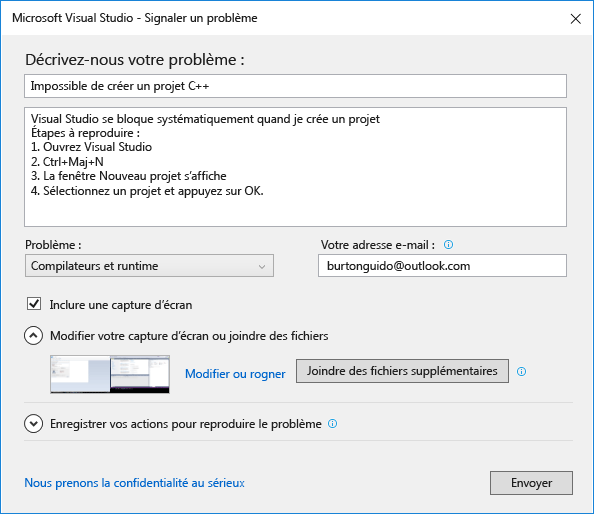 Microsoft Visual Studio - Signaler un problème
Décrivez-nous votre problème :
Impossible de créer un projet C++
Visual Studio se bloque systématiquement quand je crée un projet
Étapes à reproduire :
1. Ouvrez Visual Studio
2. Ctrl+Maj+N
3. La fenêtre Nouveau projet s’affiche
4. Sélectionnez un projet et appuyez sur OK.
Problème :
Votre adresse e-mail :
Compilateurs et runtime
burtonguido@outlook.com
Inclure une capture d’écran
Modifier votre capture d’écran ou joindre des fichiers
Modifier ou rogner
Joindre des fichiers supplémentaires
Enregistrer vos actions pour reproduire le problème
Nous prenons la confidentialité au sérieux
Envoyer